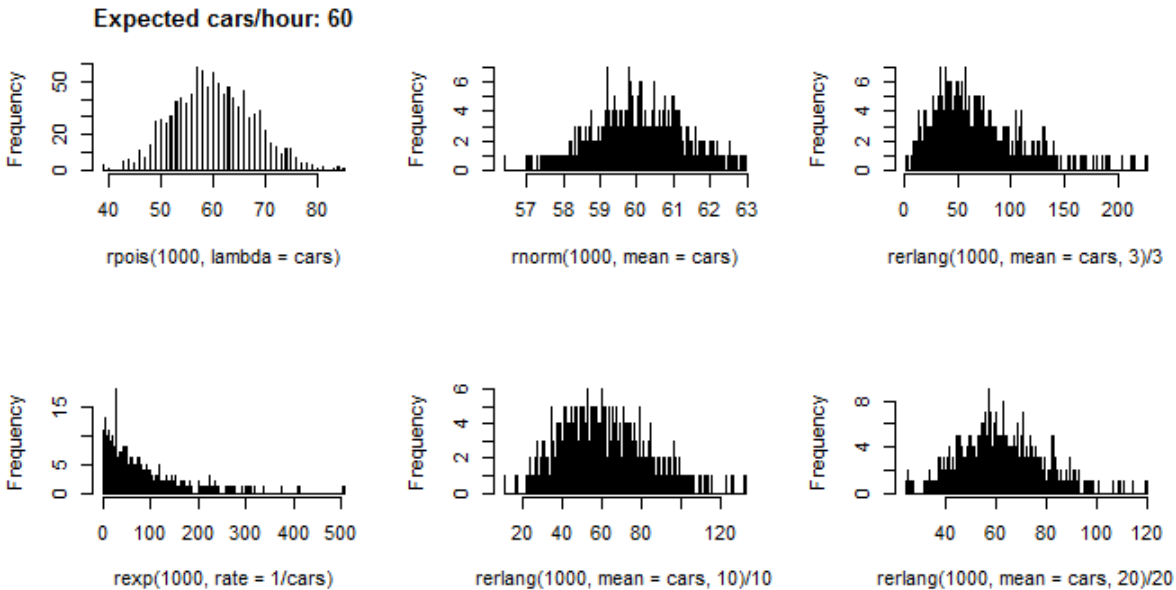 Expected cars/hour: 60
Frequency
20 50
0
40 50 60 70 80
rpois(1000, lambda = cars)
Frequency
0 2 4 6
57 58 59 60 61 62 63
rnorm(1000, mean = cars)
Frequency
0 2 4 6
0 50 100 150 200
rerlang(1000, mean = cars, 3)/3
Frequency
0 5 15
0 100 200 300 400 500
rexp(1000, rate = 1/cars)
Frequency
0 2 4 6
20 40 60 80 120
rerlang(1000, mean = cars, 10)/10
Frequency
0 4 8
40 60 80 100 120
rerlang(1000, mean = cars, 20)/20